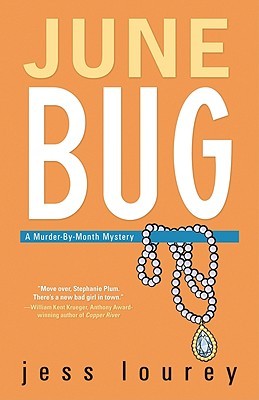 JUNE
BUG
A Murder-By-Month Mystery
"Move over, Stephanie Plum.
There's a new bad girl in town."
—William Kent Krueger, Anthony Award-
winning author of Copper River
jess lourey